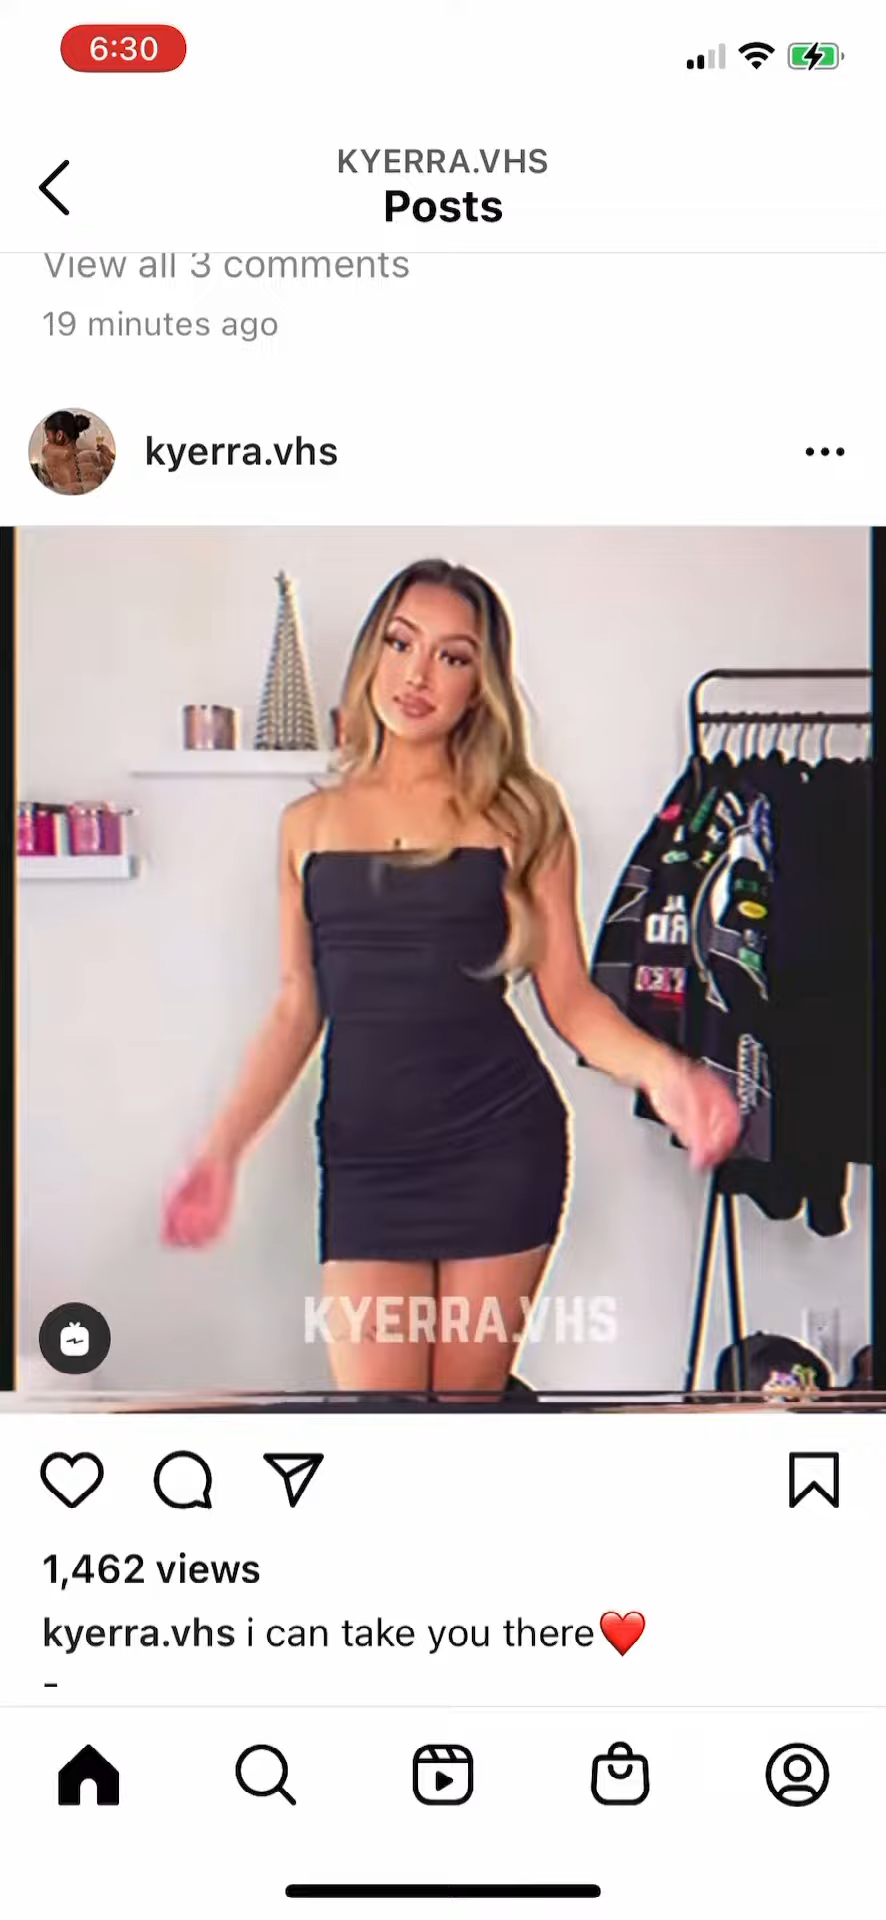 6:30
KYERRA.VHS
Posts
View all 3 comments
19 minutes ago
kyerra.vhs
KYERRA.VHS
1,462 views
kyerra.vhs i can take you there❤️
-